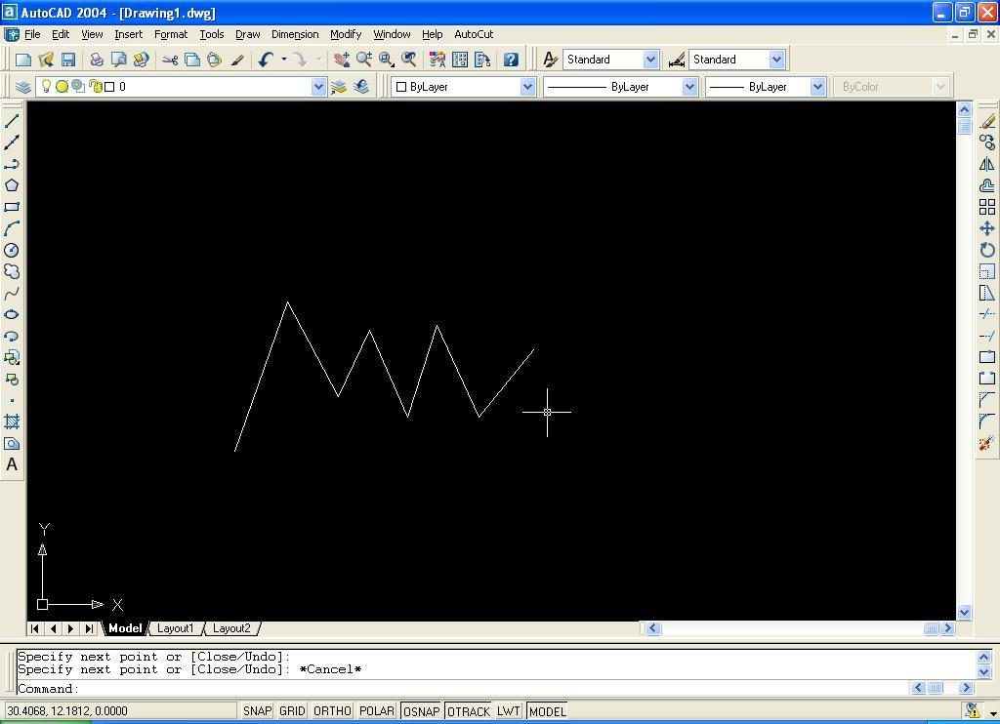 AutoCAD 2004 - [Drawing1.dwg]
File Edit View Insert Format Tools Draw Dimension Modify Window Help AutoCut
Standard Standard
0 ByLayer ByLayer ByLayer ByColor
A
Y
X
Model Layout1 Layout2
Specify next point or [Close/Undo]:
Specify next point or [Close/Undo]: *Cancel*
Command:
30.4068, 12.1812, 0.0000 SNAP GRID ORTHO POLAR OSNAP OTRACK LWT MODEL